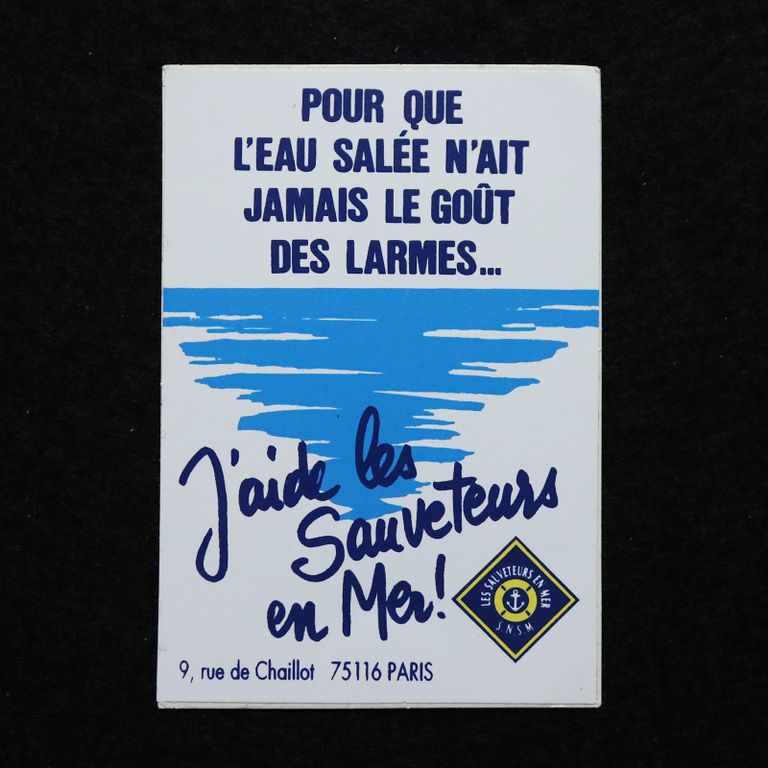 POUR QUE
L'EAU SALÉE N'AIT
JAMAIS LE GOÛT
DES LARMES...
J'aide les
Sauveteurs
en Mer!
LES SAUVETEURS EN MER
S.N.S.M
9, rue de Chaillot 75116 PARIS